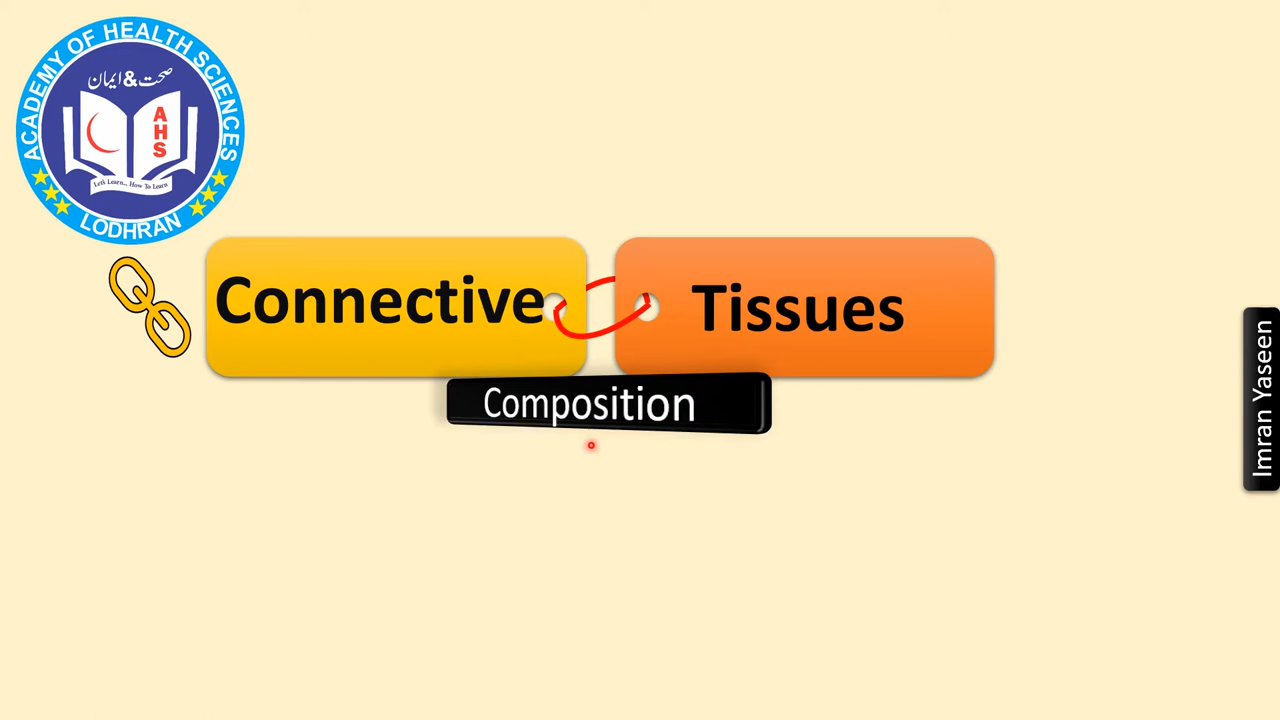 ACADEMY OF HEALTH SCIENCES
صحت & ایمان
AHS
Let's Learn... How To Learn
LODHRAN
Connective Tissues
Composition
Imran Yaseen